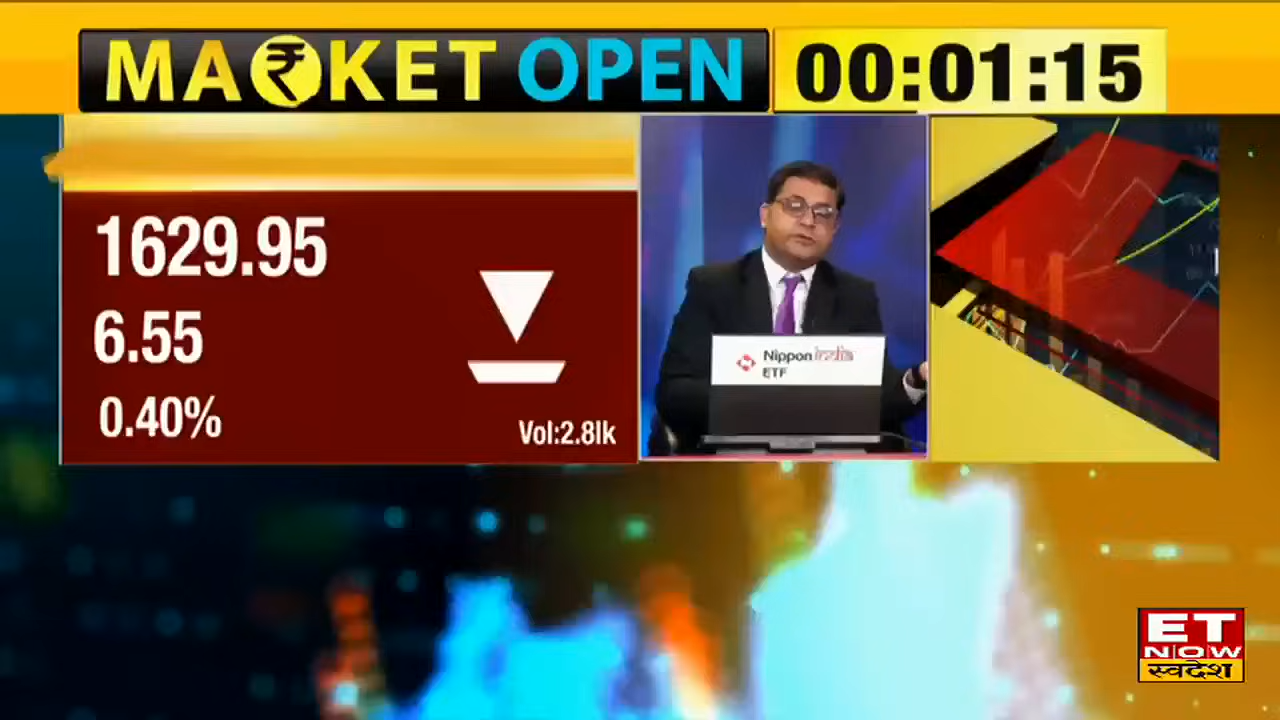 MA₹KET OPEN
00:01:15
1629.95
6.55
0.40%
Vol:2.8lk
Nippon india
ETF
ET
NOW
स्वदेश